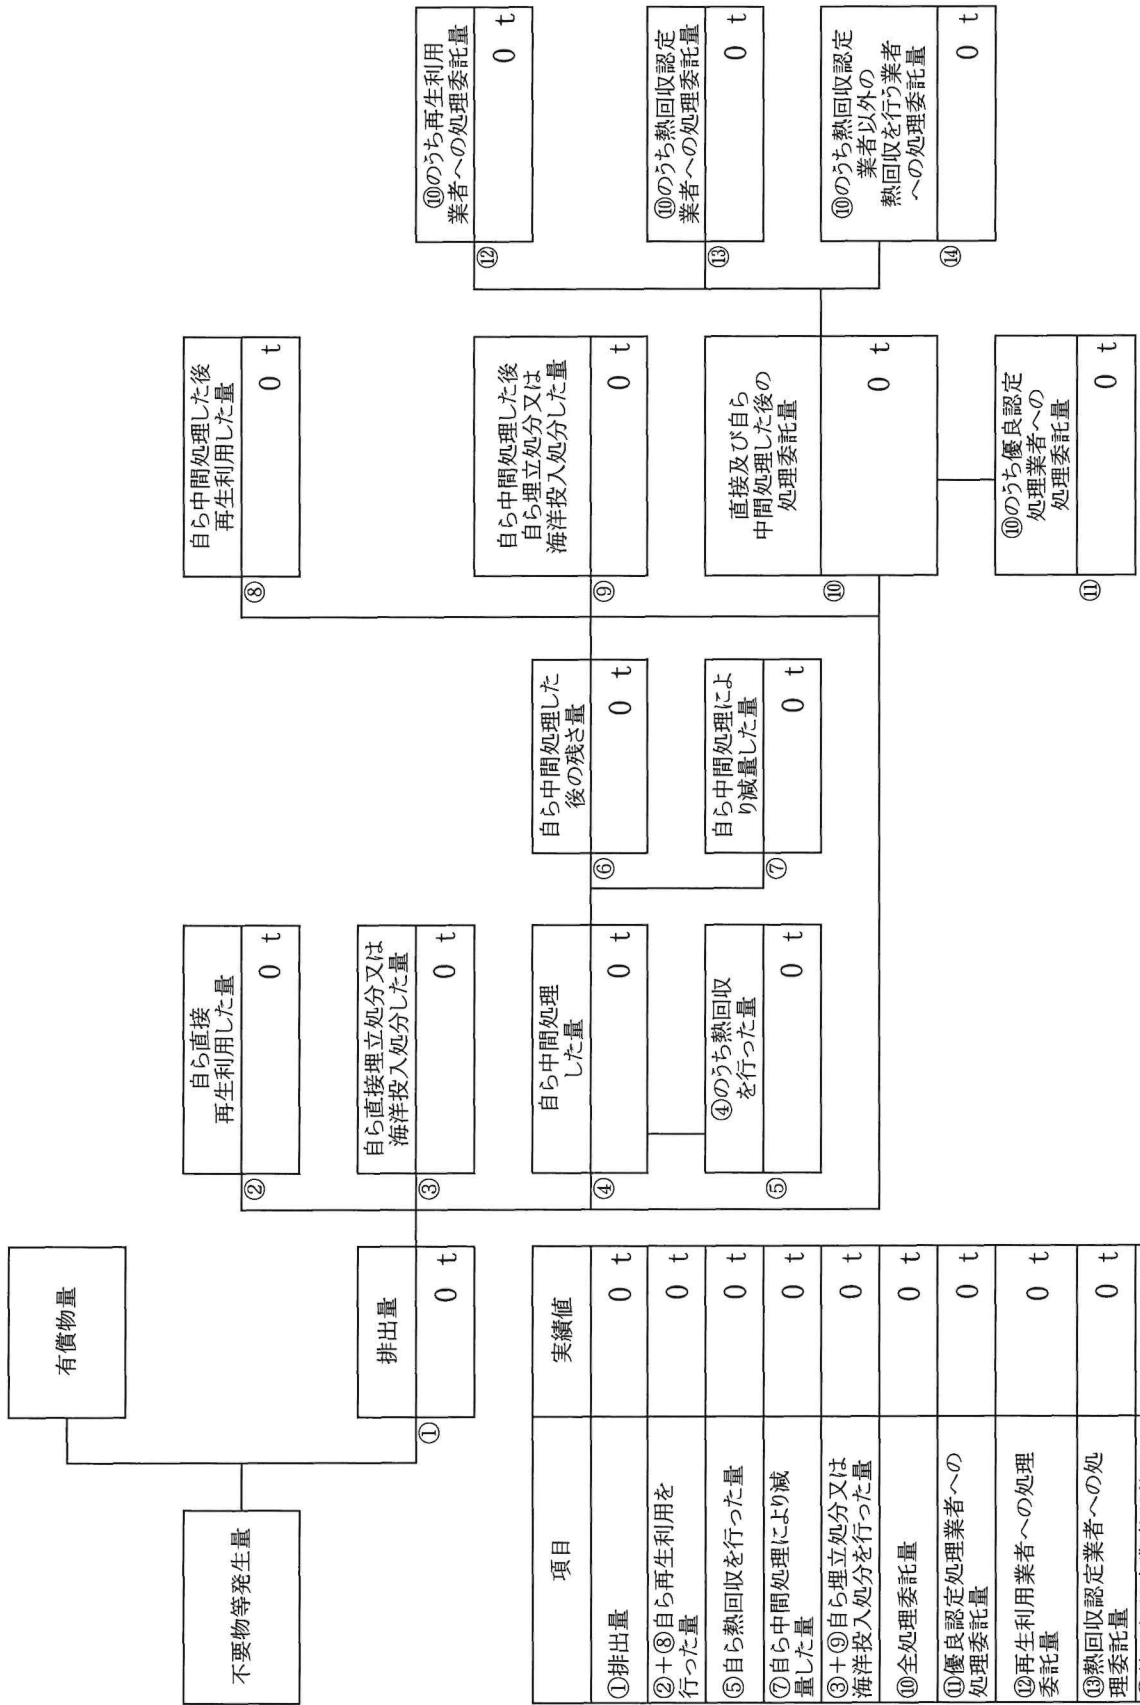 不要物等発生量
有償物量
排出量
①
0 t
自ら直接
再生利用した量
②
0 t
自ら直接埋立処分又は
海洋投入処分した量
③
0 t
自ら中間処理
した量
④
0 t
④のうち熱回収
を行った量
⑤
0 t
自ら中間処理した
後の残さ量
⑥
0 t
自ら中間処理によ
り減量した量
⑦
0 t
自ら中間処理した後
再生利用した量
⑧
0 t
自ら中間処理した後
自ら埋立処分又は
海洋投入処分した量
⑨
0 t
直接及び自ら
中間処理した後の
処理委託量
⑩
0 t
⑩のうち優良認定
処理業者への
処理委託量
⑪
0 t
⑩のうち再生利用
業者への処理委託量
⑫
0 t
⑩のうち熱回収認定
業者への処理委託量
⑬
0 t
⑩のうち熱回収認定
業者以外の
熱回収を行う業者
への処理委託量
⑭
0 t
項目 実績値
①排出量 0 t
②+⑧自ら再生利用を
行った量 0 t
⑤自ら熱回収を行った量 0 t
⑦自ら中間処理により減
量した量 0 t
③+⑨自ら埋立処分又は
海洋投入処分を行った量 0 t
⑩全処理委託量 0 t
⑪優良認定処理業者への
処理委託量 0 t
⑫再生利用業者への処理
委託量 0 t
⑬熱回収認定業者への処
理委託量 0 t